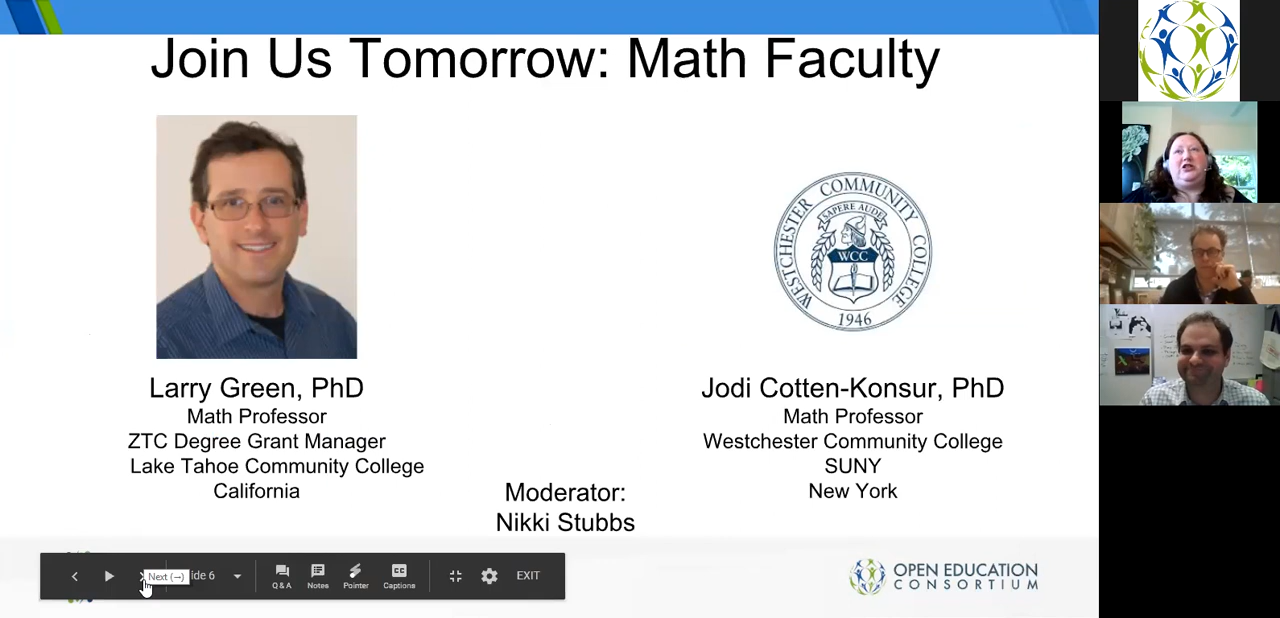 Join Us Tomorrow: Math Faculty
WESTCHESTER COMMUNITY COLLEGE
SAPERE AUDE
WCC
1946
Larry Green, PhD
Math Professor
ZTC Degree Grant Manager
Lake Tahoe Community College
California
Jodi Cotten-Konsur, PhD
Math Professor
Westchester Community College
SUNY
New York
Moderator:
Nikki Stubbs
Next (→)
ide 6
Q & A
Notes
Pointer
Captions
EXIT
OPEN EDUCATION
CONSORTIUM